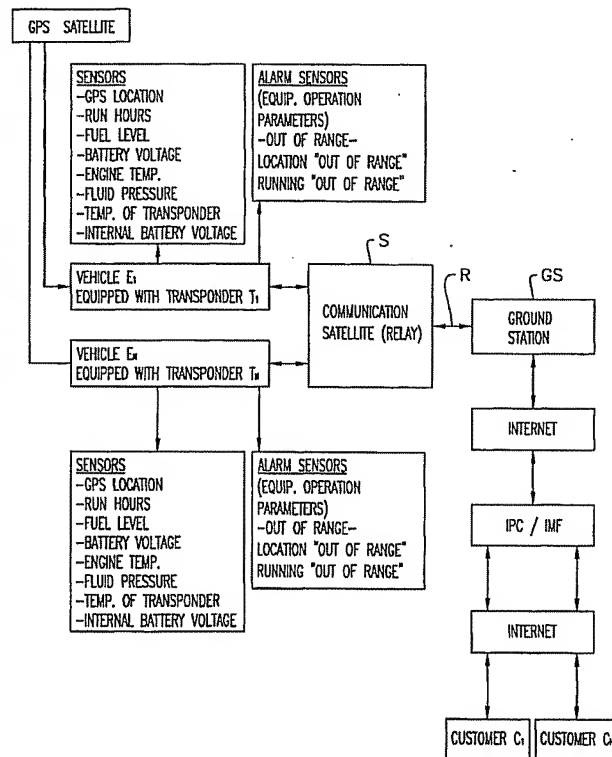 GPS SATELLITE
SENSORS
-GPS LOCATION
-RUN HOURS
-FUEL LEVEL
-BATTERY VOLTAGE
-ENGINE TEMP.
-FLUID PRESSURE
-TEMP. OF TRANSPONDER
-INTERNAL BATTERY VOLTAGE
ALARM SENSORS
(EQUIP. OPERATION
PARAMETERS)
-OUT OF RANGE-
LOCATION "OUT OF RANGE"
RUNNING "OUT OF RANGE"
VEHICLE E1
EQUIPPED WITH TRANSPONDER T1
S
COMMUNICATION
SATELLITE (RELAY)
R
GS
GROUND
STATION
VEHICLE EN
EQUIPPED WITH TRANSPONDER TN
INTERNET
SENSORS
-GPS LOCATION
-RUN HOURS
-FUEL LEVEL
-BATTERY VOLTAGE
-ENGINE TEMP.
-FLUID PRESSURE
-TEMP. OF TRANSPONDER
-INTERNAL BATTERY VOLTAGE
ALARM SENSORS
(EQUIP. OPERATION
PARAMETERS)
-OUT OF RANGE-
LOCATION "OUT OF RANGE"
RUNNING "OUT OF RANGE"
IPC / IMF
INTERNET
CUSTOMER C1
CUSTOMER C